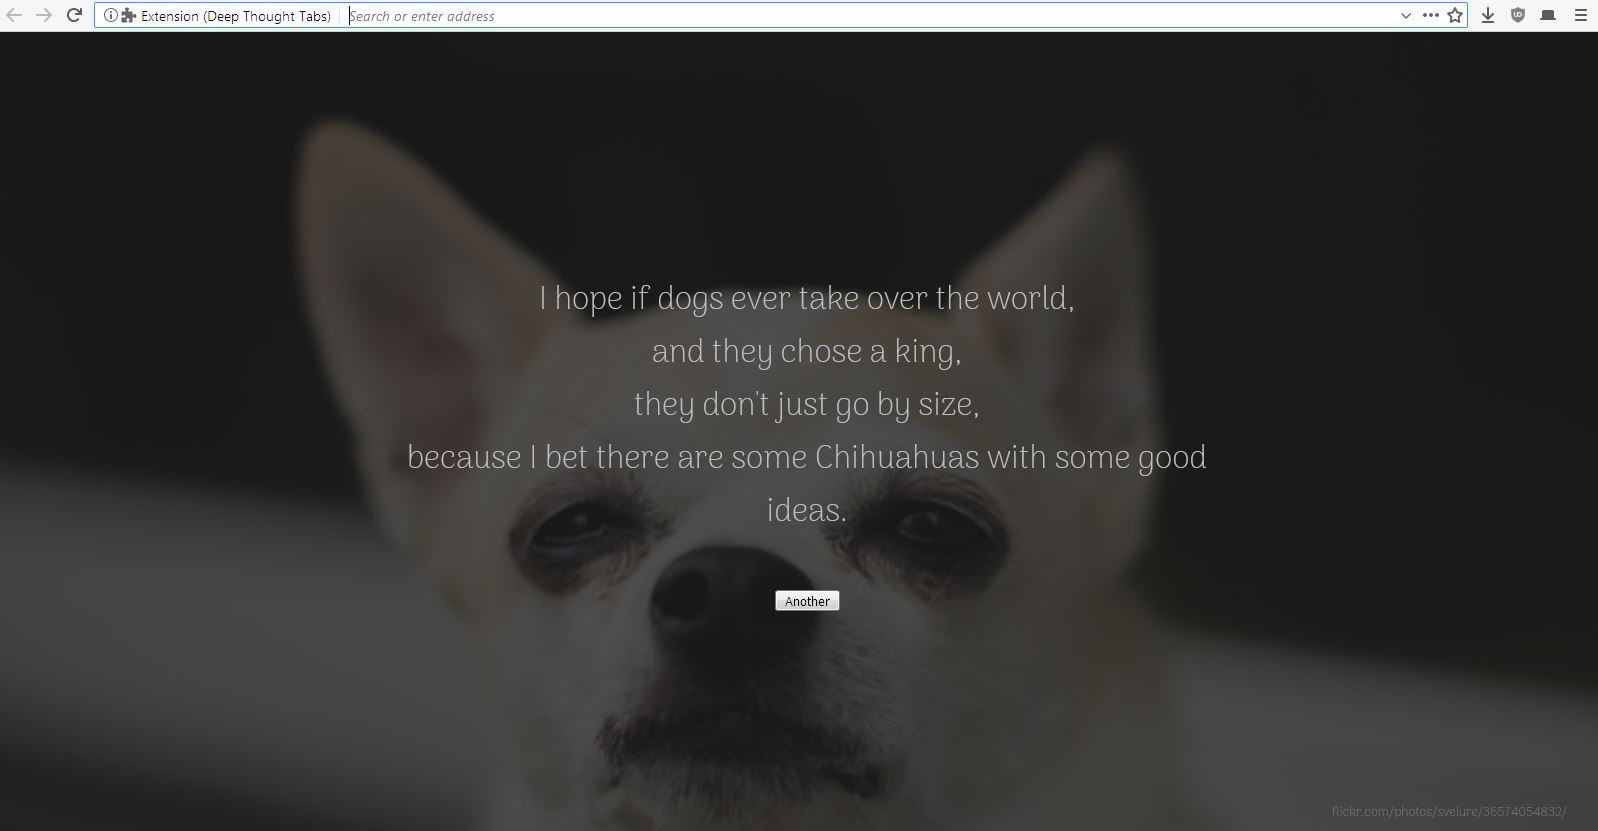 Extension (Deep Thought Tabs) Search or enter address
I hope if dogs ever take over the world,
and they chose a king,
they don't just go by size,
because I bet there are some Chihuahuas with some good
ideas.
Another
flickr.com/photos/svelure/36574054832/